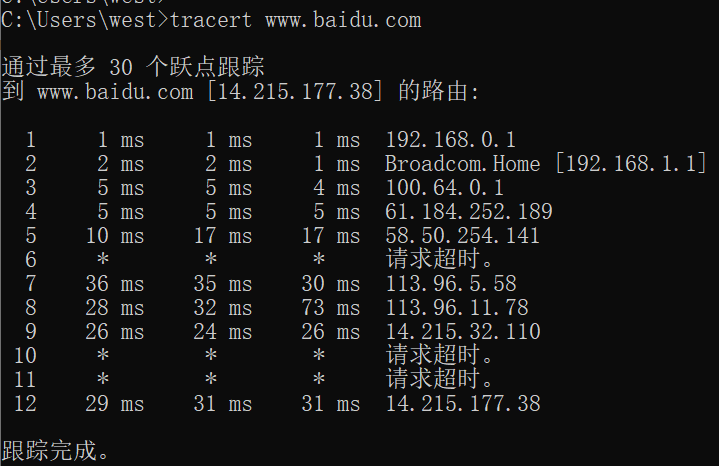 C:\Users\west>tracert www.baidu.com
通过最多 30 个跃点跟踪
到 www.baidu.com [14.215.177.38] 的路由:
1 1 ms 1 ms 1 ms 192.168.0.1
2 2 ms 2 ms 1 ms Broadcom.Home [192.168.1.1]
3 5 ms 5 ms 4 ms 100.64.0.1
4 5 ms 5 ms 5 ms 61.184.252.189
5 10 ms 17 ms 17 ms 58.50.254.141
6 * * * 请求超时。
7 36 ms 35 ms 30 ms 113.96.5.58
8 28 ms 32 ms 73 ms 113.96.11.78
9 26 ms 24 ms 26 ms 14.215.32.110
10 * * * 请求超时。
11 * * * 请求超时。
12 29 ms 31 ms 31 ms 14.215.177.38
跟踪完成。